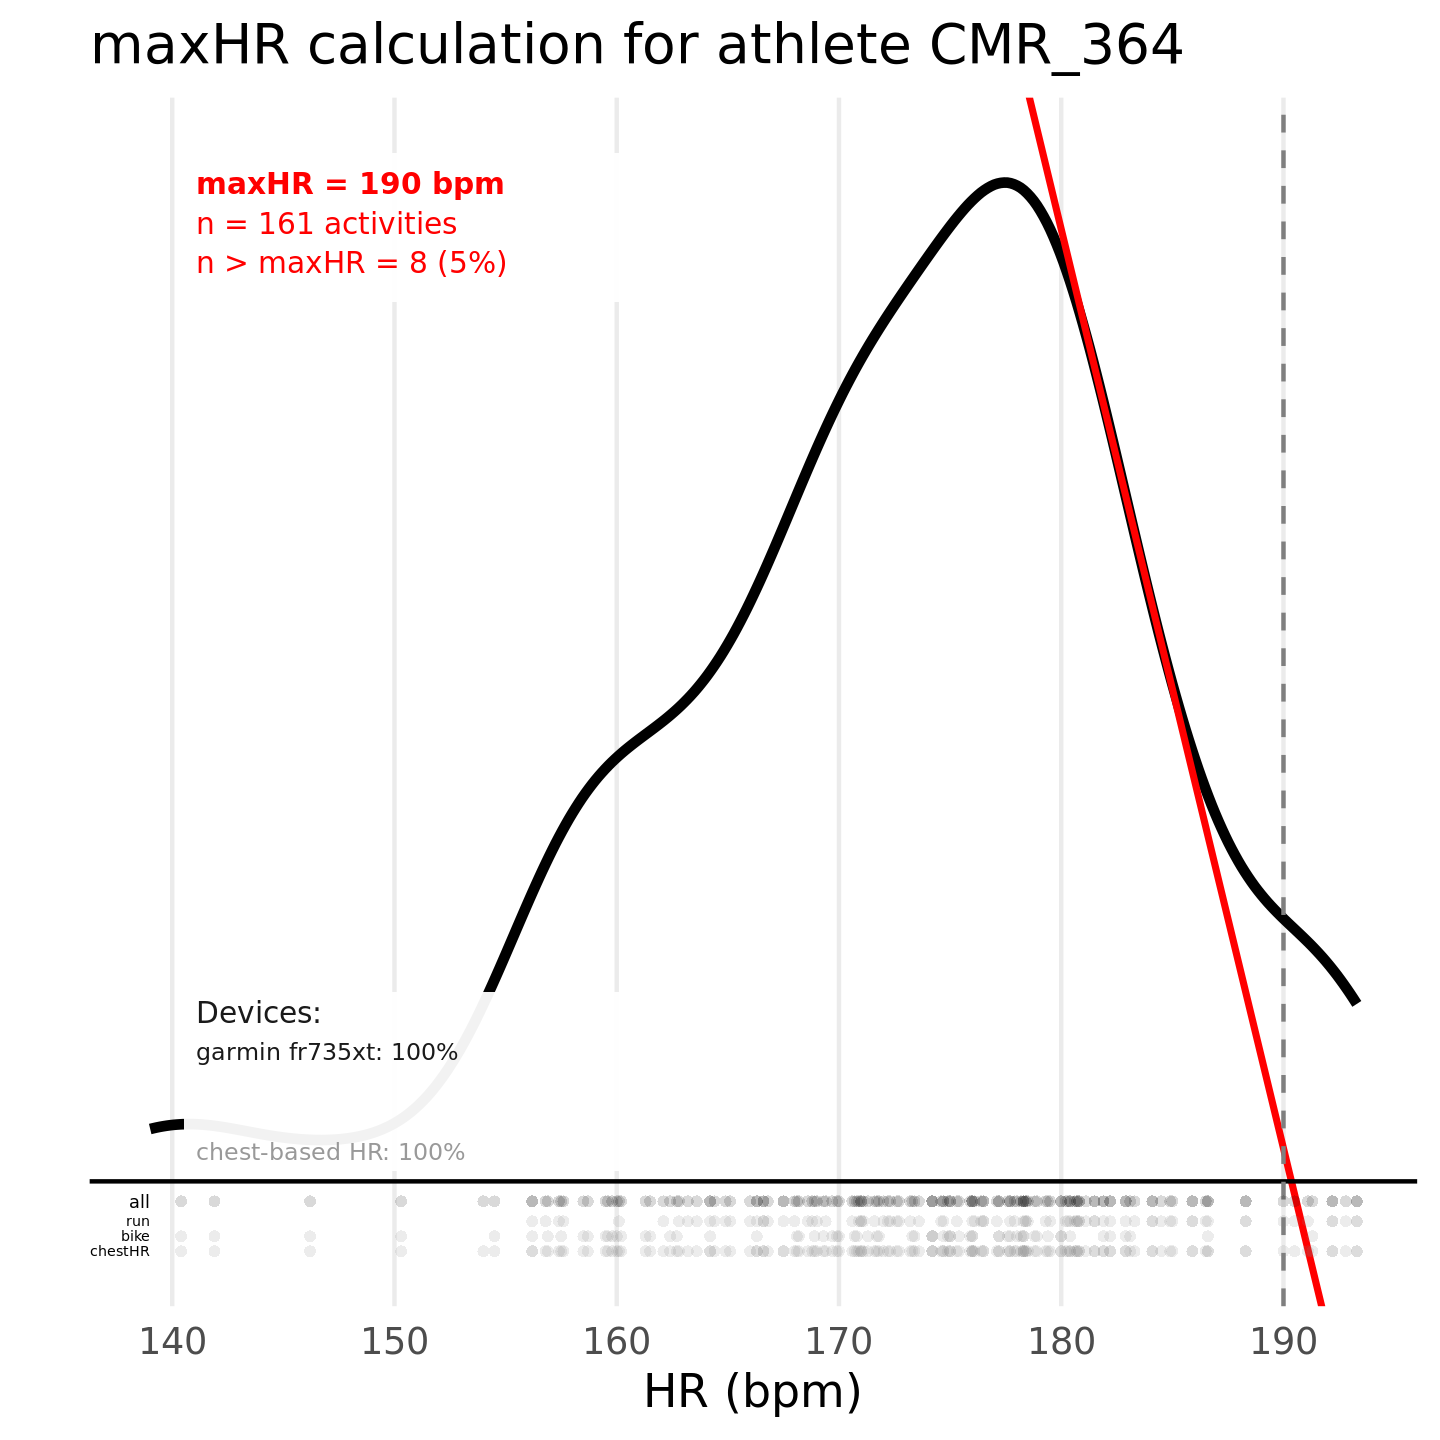 maxHR calculation for athlete CMR_364
maxHR = 190 bpm
n = 161 activities
n > maxHR = 8 (5%)
Devices:
garmin fr735xt: 100%
chest-based HR: 100%
all
run
bike
chestHR
140 150 160 170 180 190
HR (bpm)